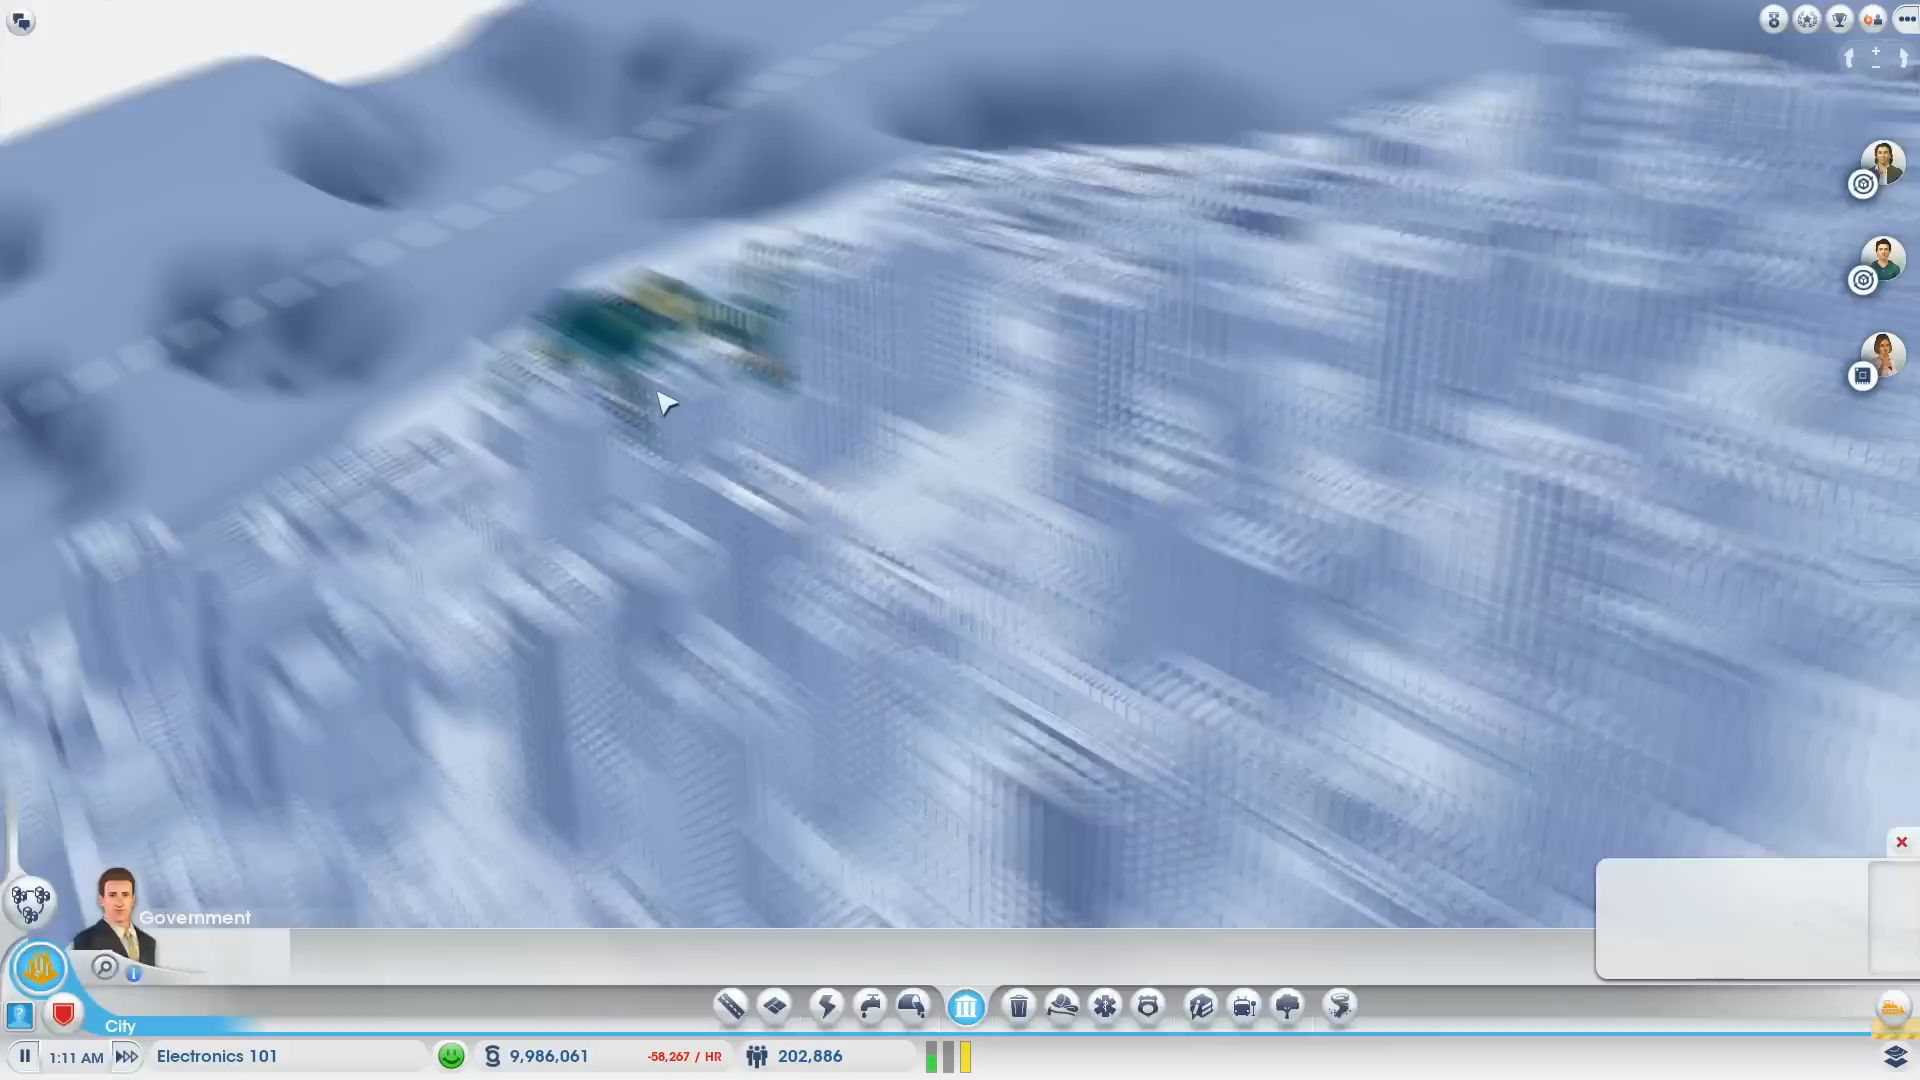 Government
City
1:11 AM
Electronics 101
9,986,061
-58,267 / HR
202,886